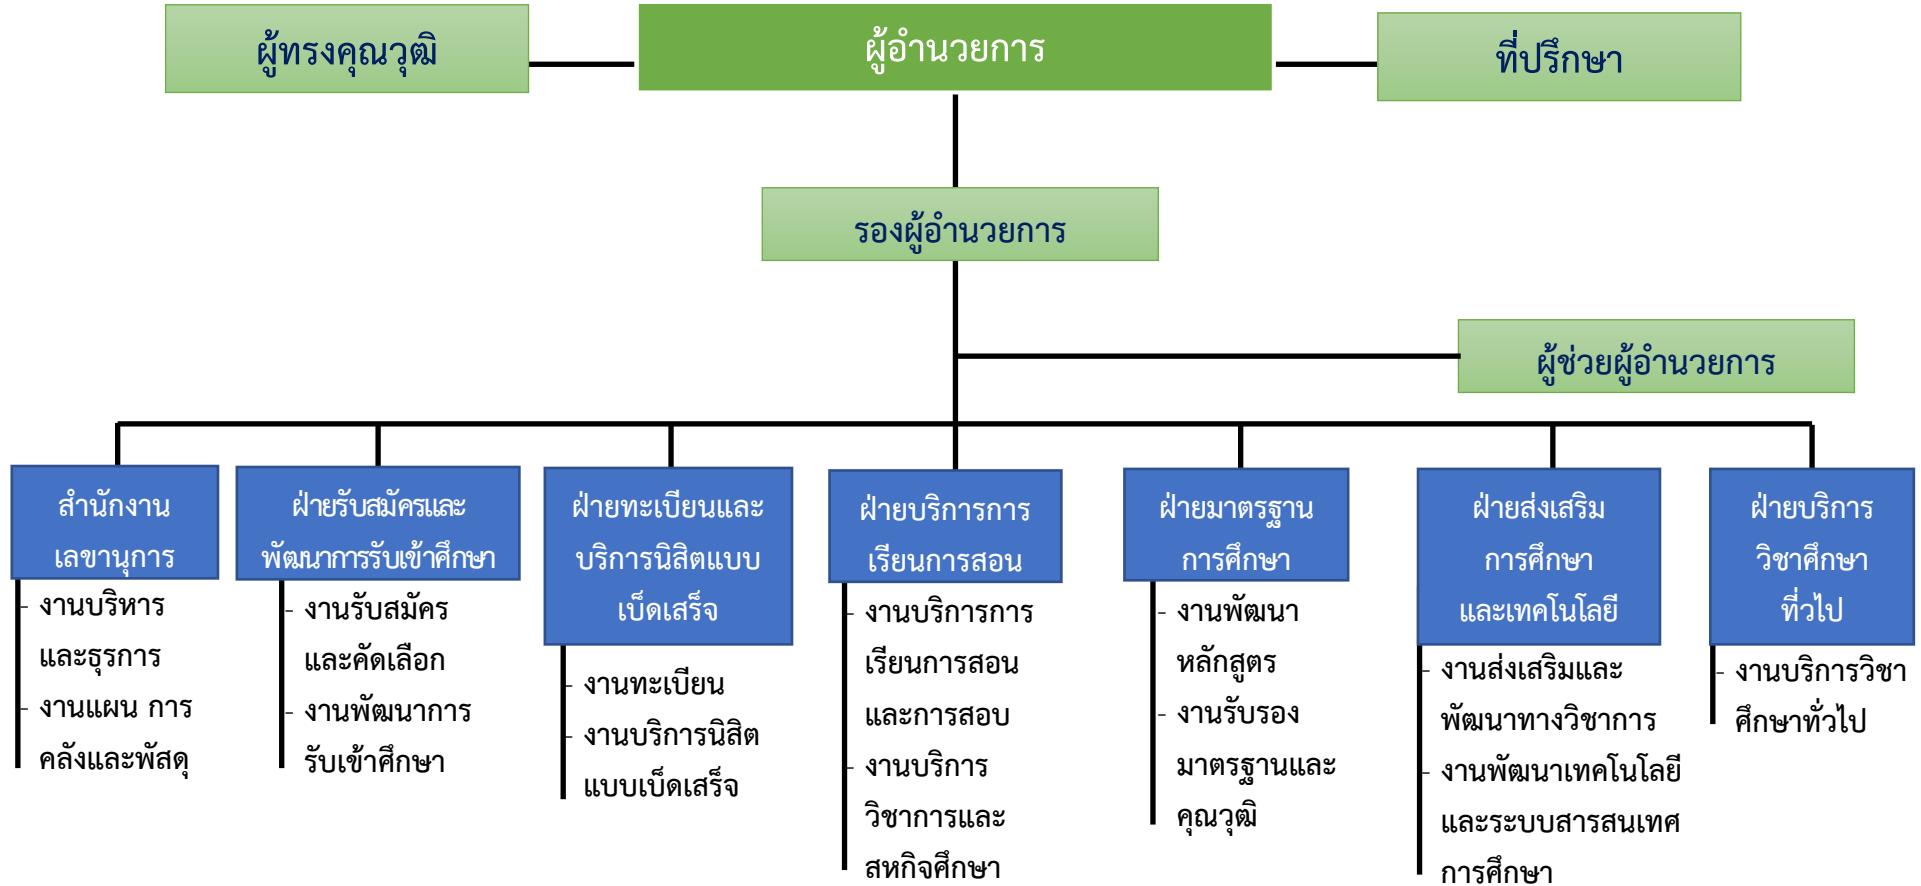 ผู้ทรงคุณวุฒิ
ผู้อำนวยการ
ที่ปรึกษา
รองผู้อำนวยการ
ผู้ช่วยผู้อำนวยการ
สำนักงาน
เลขานุการ
- งานบริหาร
และธุรการ
- งานแผน การ
คลังและพัสดุ
ฝ่ายรับสมัครและ
พัฒนาการรับเข้าศึกษา
- งานรับสมัคร
และคัดเลือก
- งานพัฒนาการ
รับเข้าศึกษา
ฝ่ายทะเบียนและ
บริการนิสิตแบบ
เบ็ดเสร็จ
- งานทะเบียน
- งานบริการนิสิต
แบบเบ็ดเสร็จ
ฝ่ายบริการการ
เรียนการสอน
- งานบริการการ
เรียนการสอน
และการสอบ
- งานบริการ
วิชาการและ
สหกิจศึกษา
ฝ่ายมาตรฐาน
การศึกษา
- งานพัฒนา
หลักสูตร
- งานรับรอง
มาตรฐานและ
คุณวุฒิ
ฝ่ายส่งเสริม
การศึกษา
และเทคโนโลยี
- งานส่งเสริมและ
พัฒนาทางวิชาการ
- งานพัฒนาเทคโนโลยี
และระบบสารสนเทศ
การศึกษา
ฝ่ายบริการ
วิชาศึกษา
ทั่วไป
- งานบริการวิชา
ศึกษาทั่วไป